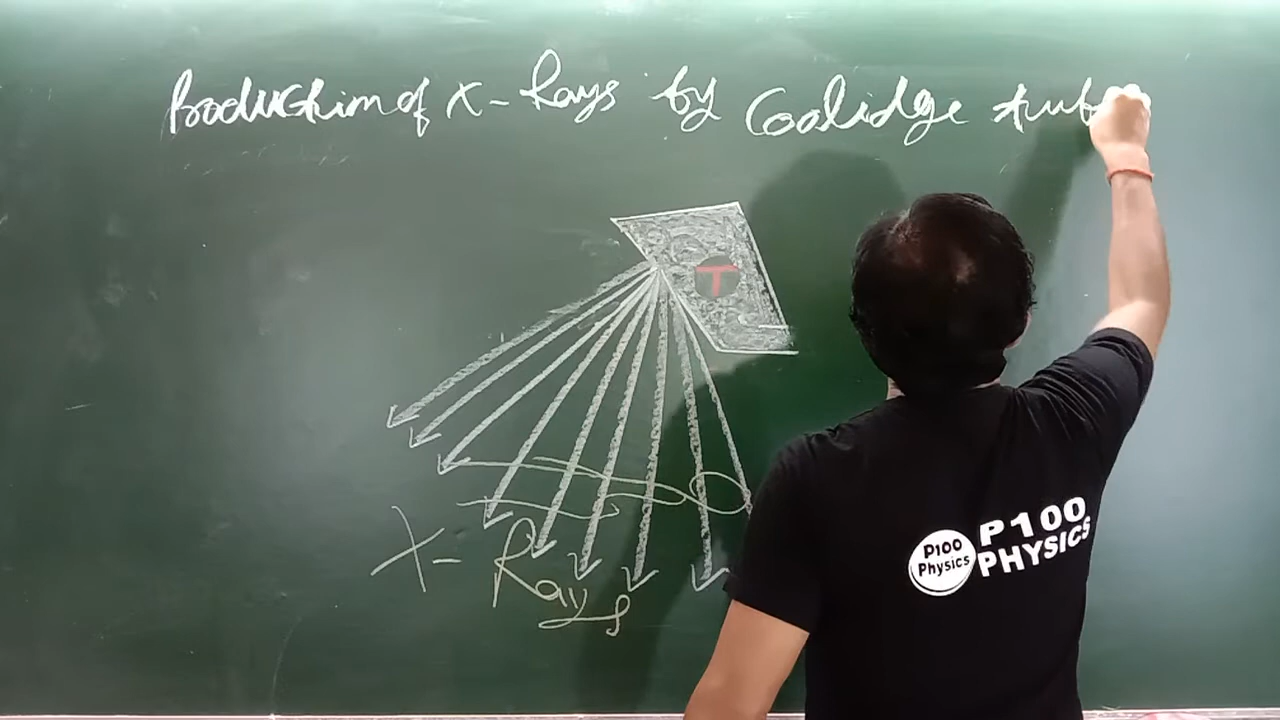 Production of X-Rays by Coolidge tube
T
X-Rays
P100
Physics
P100
PHYSICS